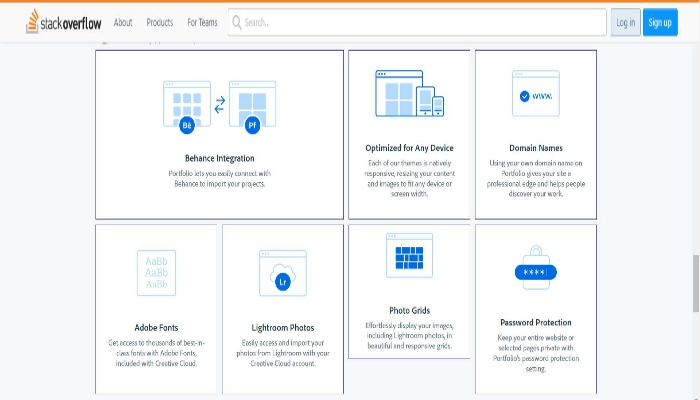 stackoverflow About Products For Teams Search... Log in Sign up
Be Pf
Behance Integration
Portfolio lets you easily connect with
Behance to import your projects.
Optimized for Any Device
Each of our themes is natively
responsive, resizing your content
and images to fit any device or
screen width.
www.
Domain Names
Using your own domain name on
Portfolio gives your site a
professional edge and helps people
discover your work.
AaBb
AaBb
AaBb
Adobe Fonts
Get access to thousands of best-in-
class fonts with Adobe Fonts,
included with Creative Cloud.
Lr
Lightroom Photos
Easily access and import your
photos from Lightroom with your
Creative Cloud account.
Photo Grids
Effortlessly display your images,
including Lightroom photos, in
beautiful and responsive grids.
****
Password Protection
Keep your entire website or
selected pages private with
Portfolio's password protection
setting.